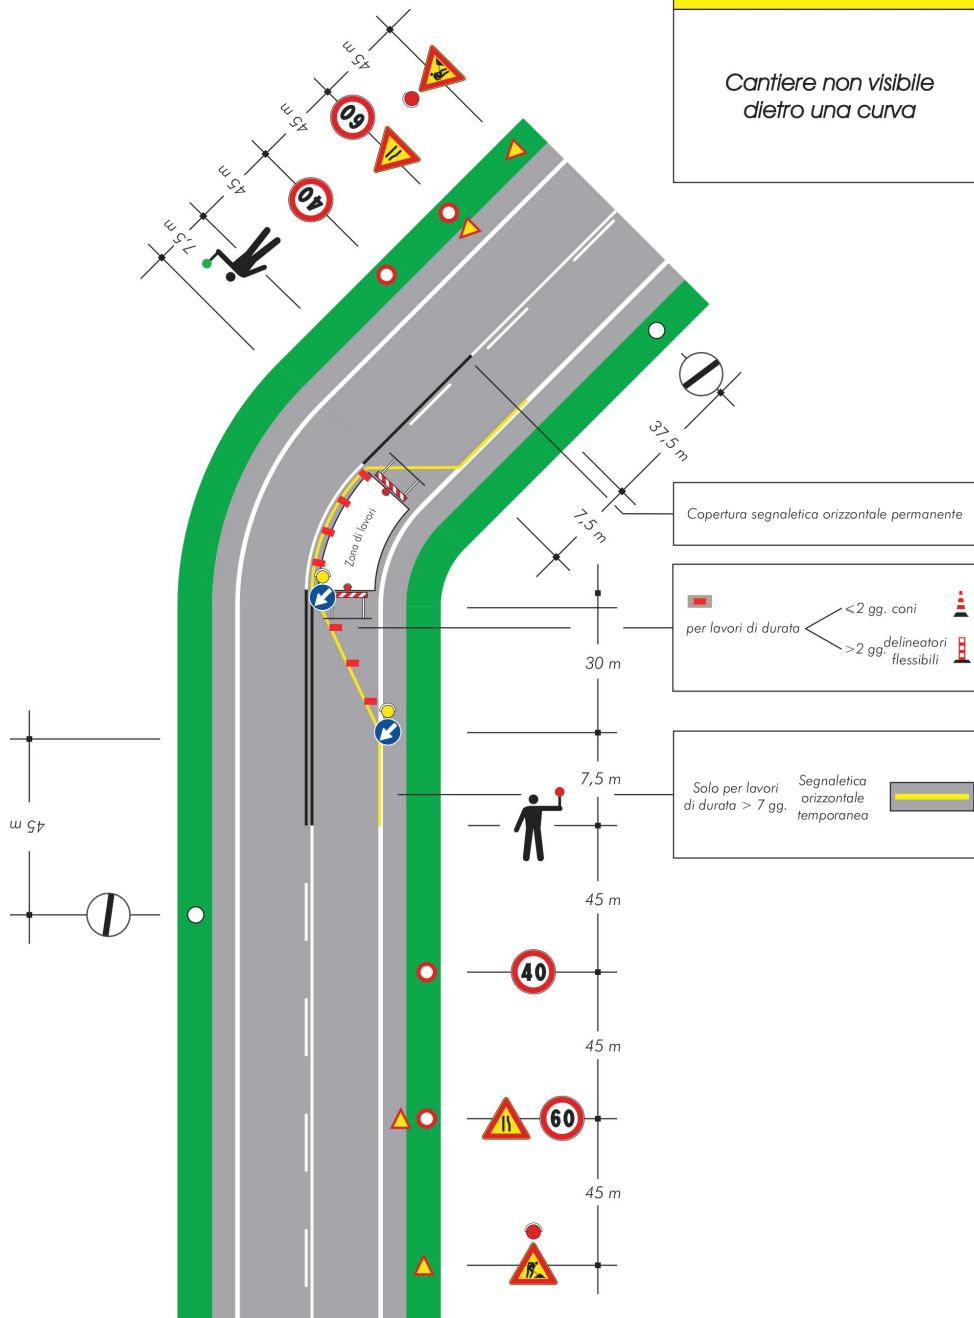 Cantiere non visibile
dietro una curva
45 m
45 m
60
45 m
40
7,5 m
37,5 m
7,5 m
Copertura segnaletica orizzontale permanente
Zona di lavori
per lavori di durata
<2 gg. coni
>2 gg. delineatori
flessibili
30 m
7,5 m
Solo per lavori
di durata > 7 gg.
Segnaletica
orizzontale
temporanea
45 m
45 m
40
45 m
60
45 m